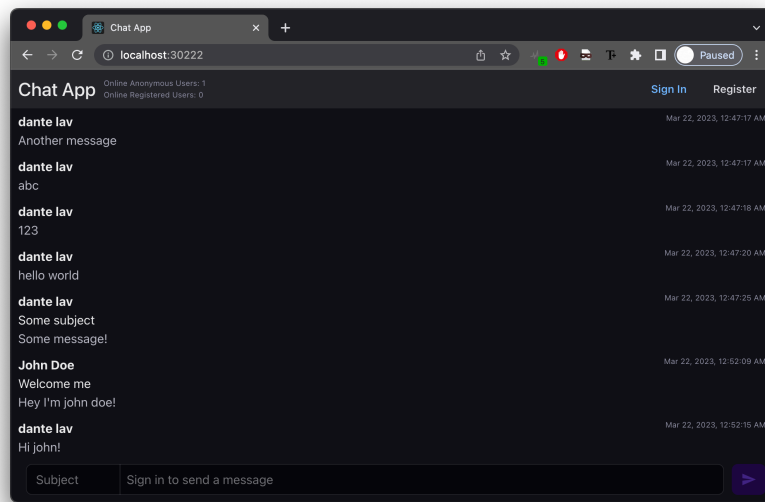 Chat App
localhost:30222
5
Paused
Chat App
Online Anonymous Users: 1
Online Registered Users: 0
Sign In
Register
dante lav
Mar 22, 2023, 12:47:17 AM
Another message
dante lav
Mar 22, 2023, 12:47:17 AM
abc
dante lav
Mar 22, 2023, 12:47:18 AM
123
dante lav
Mar 22, 2023, 12:47:20 AM
hello world
dante lav
Mar 22, 2023, 12:47:25 AM
Some subject
Some message!
John Doe
Mar 22, 2023, 12:52:09 AM
Welcome me
Hey I'm john doe!
dante lav
Mar 22, 2023, 12:52:15 AM
Hi john!
Subject
Sign in to send a message